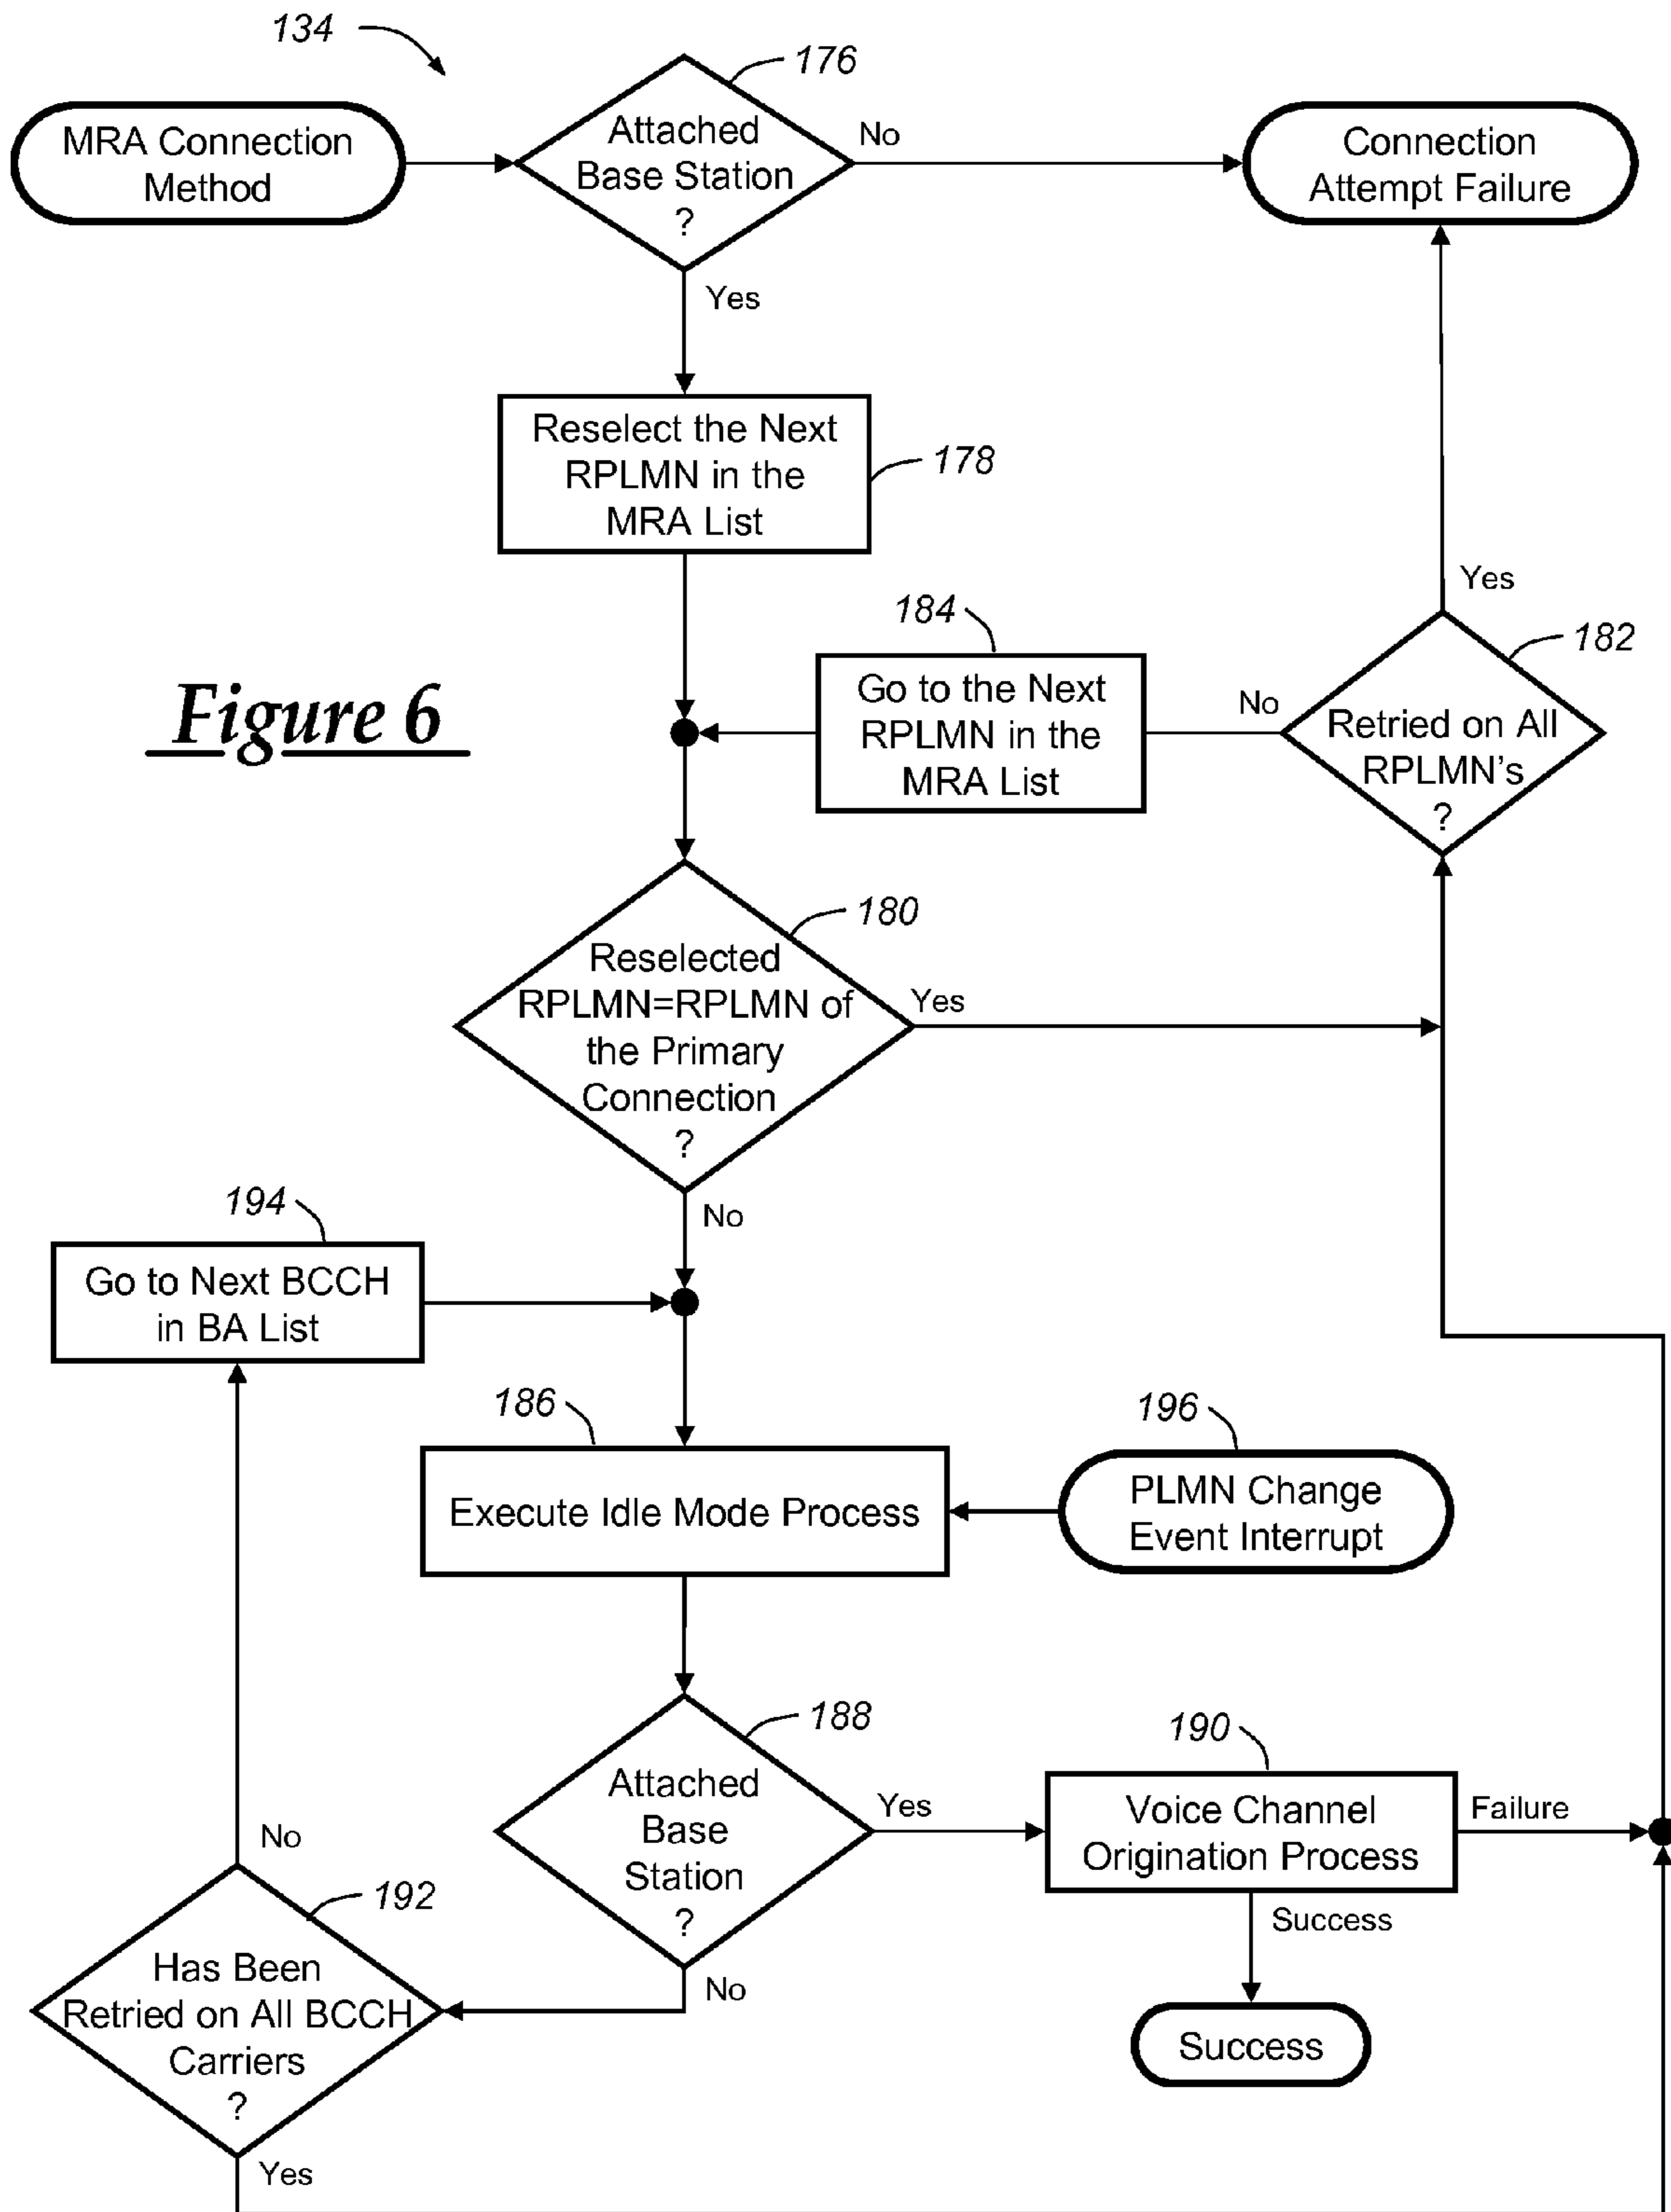 134
176
MRA Connection
Method
Attached
Base Station
?
No
Connection
Attempt Failure
Yes
Reselect the Next
RPLMN in the
MRA List
178
Yes
184
182
Go to the Next
RPLMN in the
MRA List
No
Retried on All
RPLMN's
?
Figure 6
180
Reselected
RPLMN=RPLMN of
the Primary
Connection
?
Yes
No
194
Go to Next BCCH
in BA List
186
196
Execute Idle Mode Process
PLMN Change
Event Interrupt
188
190
Attached
Base
Station
?
Yes
Voice Channel
Origination Process
Failure
No
192
No
Success
Has Been
Retried on All BCCH
Carriers
?
Success
Yes